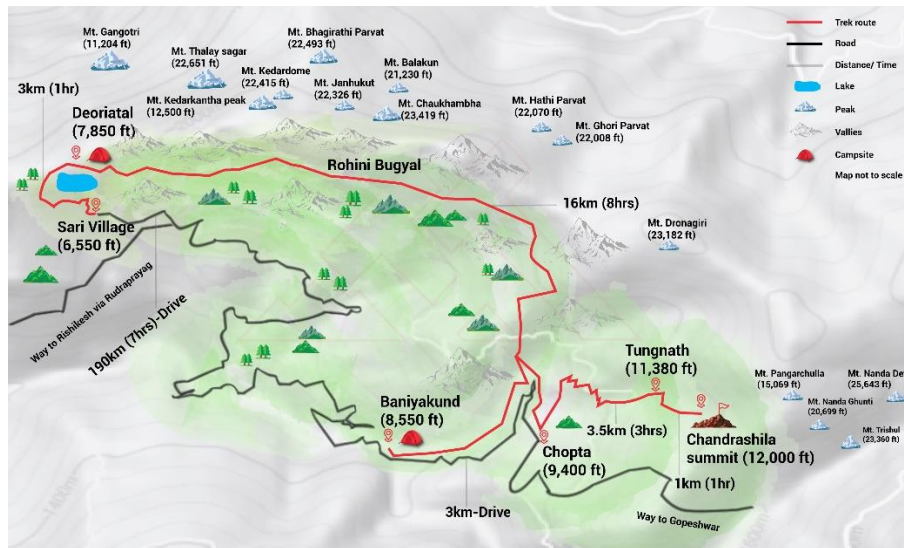 Mt. Gangotri
(11,204 ft)
Mt. Thalay sagar
(22,651 ft)
Mt. Bhagirathi Parvat
(22,493 ft)
Mt. Balakun
(21,230 ft)
Mt. Kedardome
(22,415 ft)
Mt. Janhukut
(22,326 ft)
Mt. Kedarkantha peak
(12,500 ft)
Mt. Chaukhambha
(23,419 ft)
Mt. Hathi Parvat
(22,070 ft)
Mt. Ghori Parvat
(22,008 ft)
Mt. Dronagiri
(23,182 ft)
Trek route
Road
Distance/ Time
Lake
Peak
Vallies
Campsite
Map not to scale
3km (1hr)
Deoriatal
(7,850 ft)
Rohini Bugyal
16km (8hrs)
Sari Village
(6,550 ft)
Way to Rishikesh via Rudraprayag
190km (7hrs)-Drive
Baniyakund
(8,550 ft)
3km-Drive
Chopta
(9,400 ft)
Tungnath
(11,380 ft)
3.5km (3hrs)
Chandrashila
summit (12,000 ft)
1km (1hr)
Way to Gopeshwar
Mt. Pangarchulla
(15,069 ft)
Mt. Nanda De
(25,643 ft)
Mt. Nanda Ghunti
(20,699 ft)
Mt. Trishul
(23,360 ft)